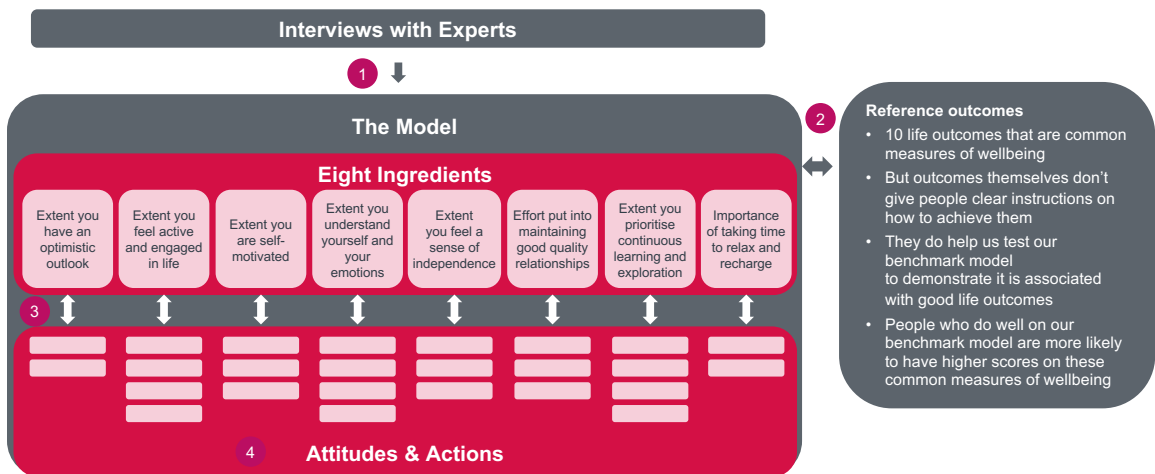 Interviews with Experts
1
The Model
2
Eight Ingredients
Extent you
have an
optimistic
outlook
Extent you
feel active
and engaged
in life
Extent you
are self-
motivated
Extent you
understand
yourself and
your
emotions
Extent
you feel a
sense of
independence
Effort put into
maintaining
good quality
relationships
Extent you
prioritise
continuous
learning and
exploration
Importance
of taking time
to relax and
recharge
3
4
Attitudes & Actions
Reference outcomes
• 10 life outcomes that are common
measures of wellbeing
• But outcomes themselves don't
give people clear instructions on
how to achieve them
• They do help us test our
benchmark model
to demonstrate it is associated
with good life outcomes
• People who do well on our
benchmark model are more likely
to have higher scores on these
common measures of wellbeing